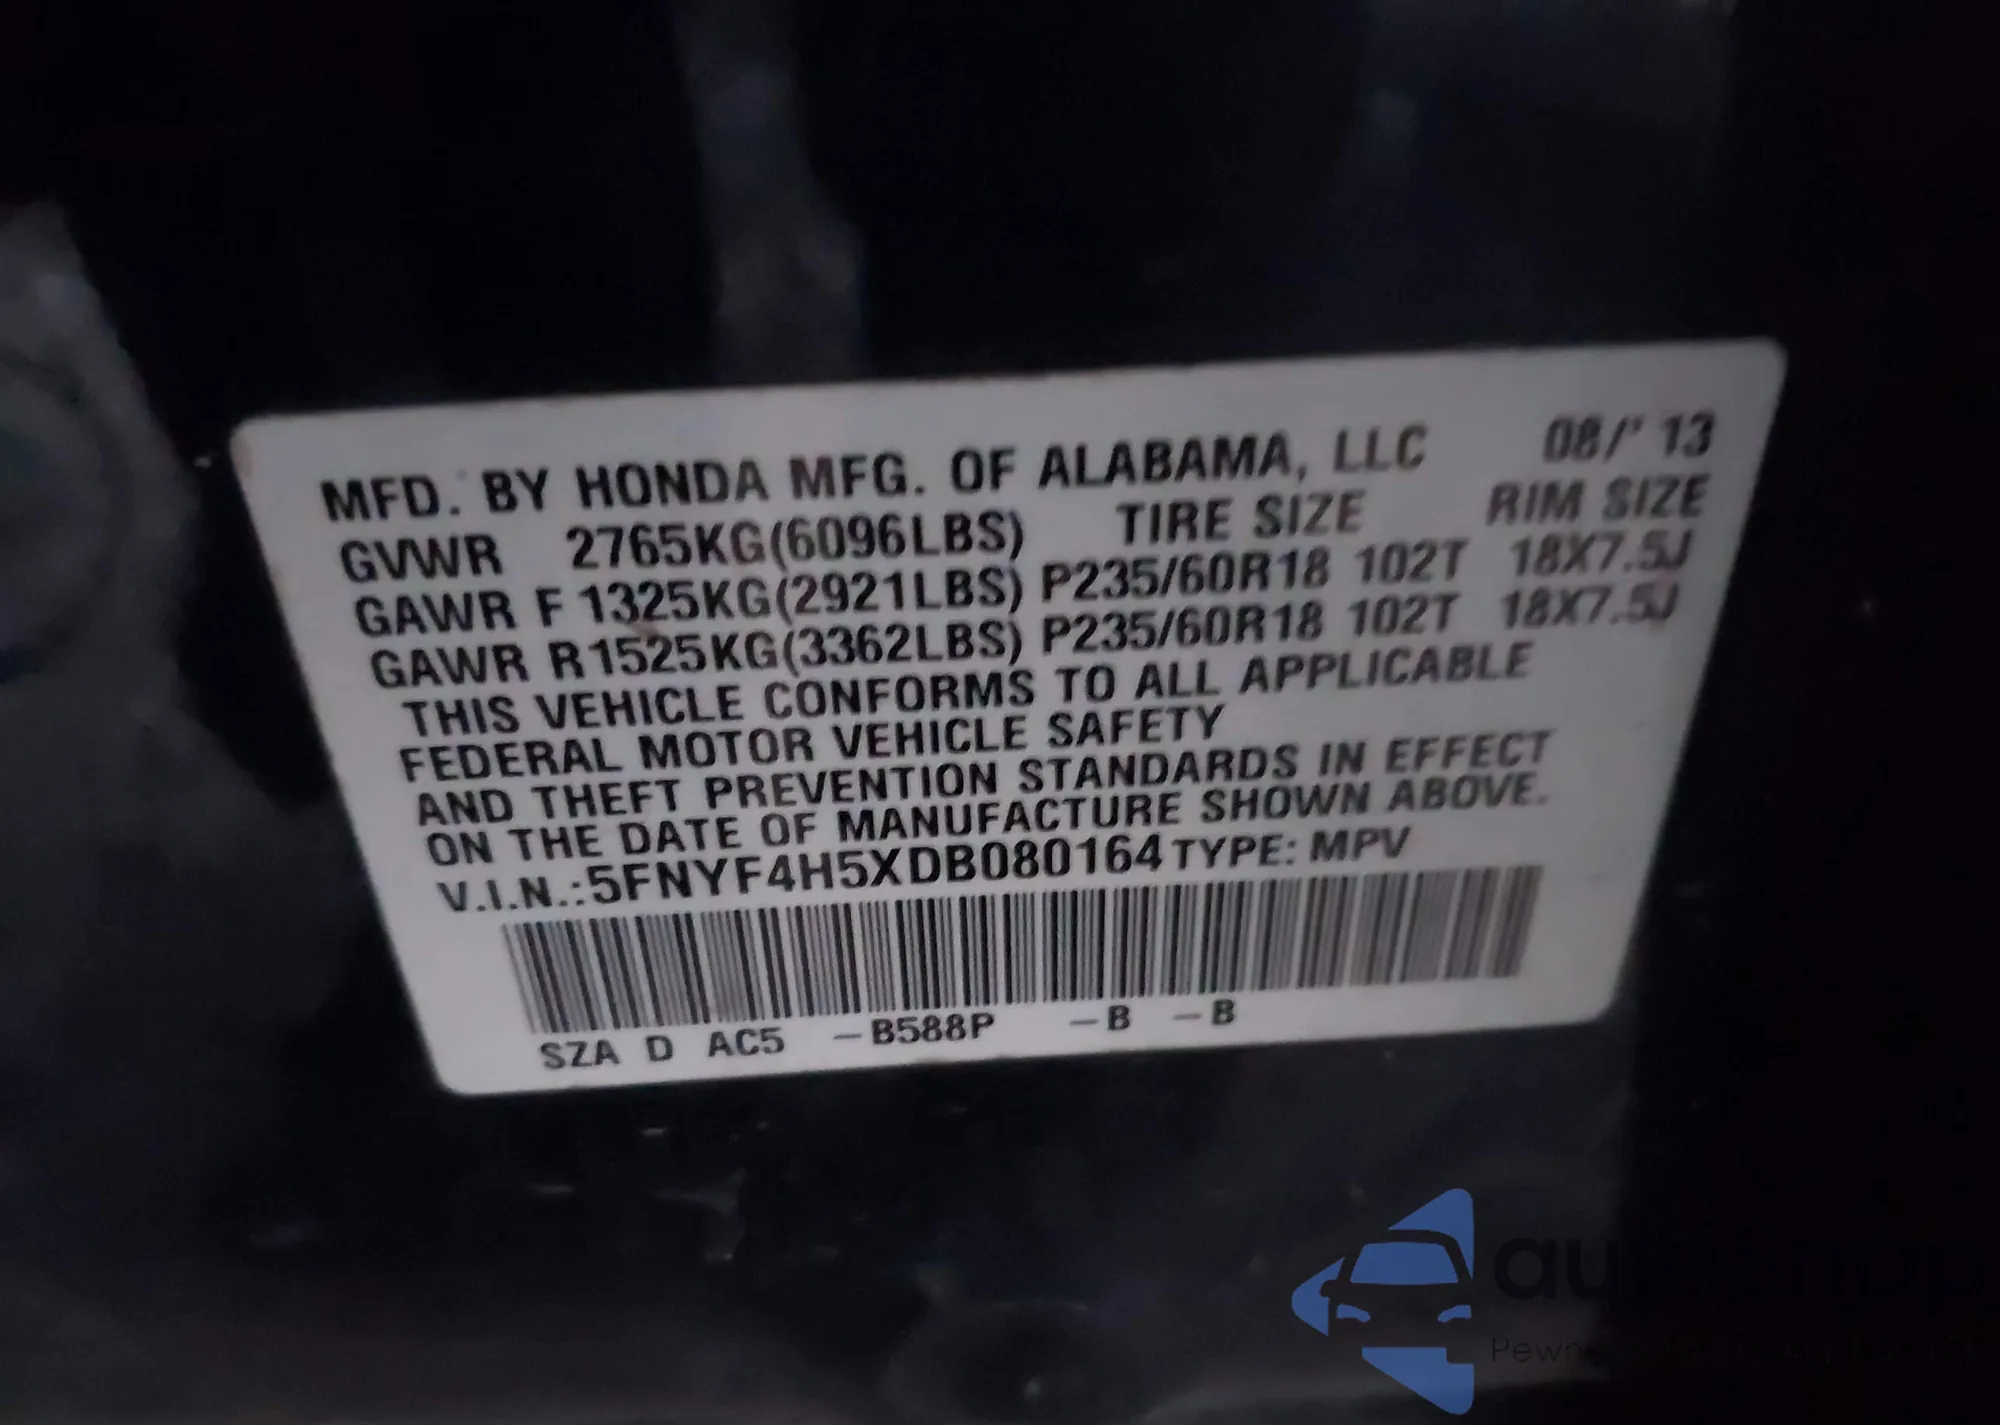 MFD. BY HONDA MFG. OF ALABAMA, LLC 08/' 13
GVWR 2765KG(6096LBS) TIRE SIZE RIM SIZE
GAWR F 1325KG(2921LBS) P235/60R18 102T 18X7.5J
GAWR R1525KG(3362LBS) P235/60R18 102T 18X7.5J
THIS VEHICLE CONFORMS TO ALL APPLICABLE
FEDERAL MOTOR VEHICLE SAFETY
AND THEFT PREVENTION STANDARDS IN EFFECT
ON THE DATE OF MANUFACTURE SHOWN ABOVE.
V.I.N.:5FNYF4H5XDB080164 TYPE: MPV
SZA D AC5 -B588P -B -B